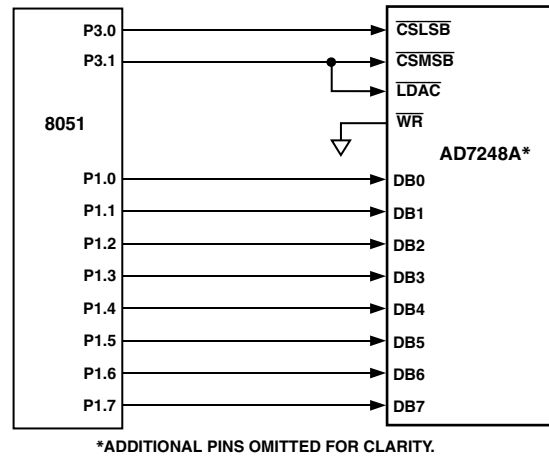 P3.0 CSLSB
P3.1 CSMSB
LDAC
8051 WR
AD7248A*
P1.0 DB0
P1.1 DB1
P1.2 DB2
P1.3 DB3
P1.4 DB4
P1.5 DB5
P1.6 DB6
P1.7 DB7
*ADDITIONAL PINS OMITTED FOR CLARITY.